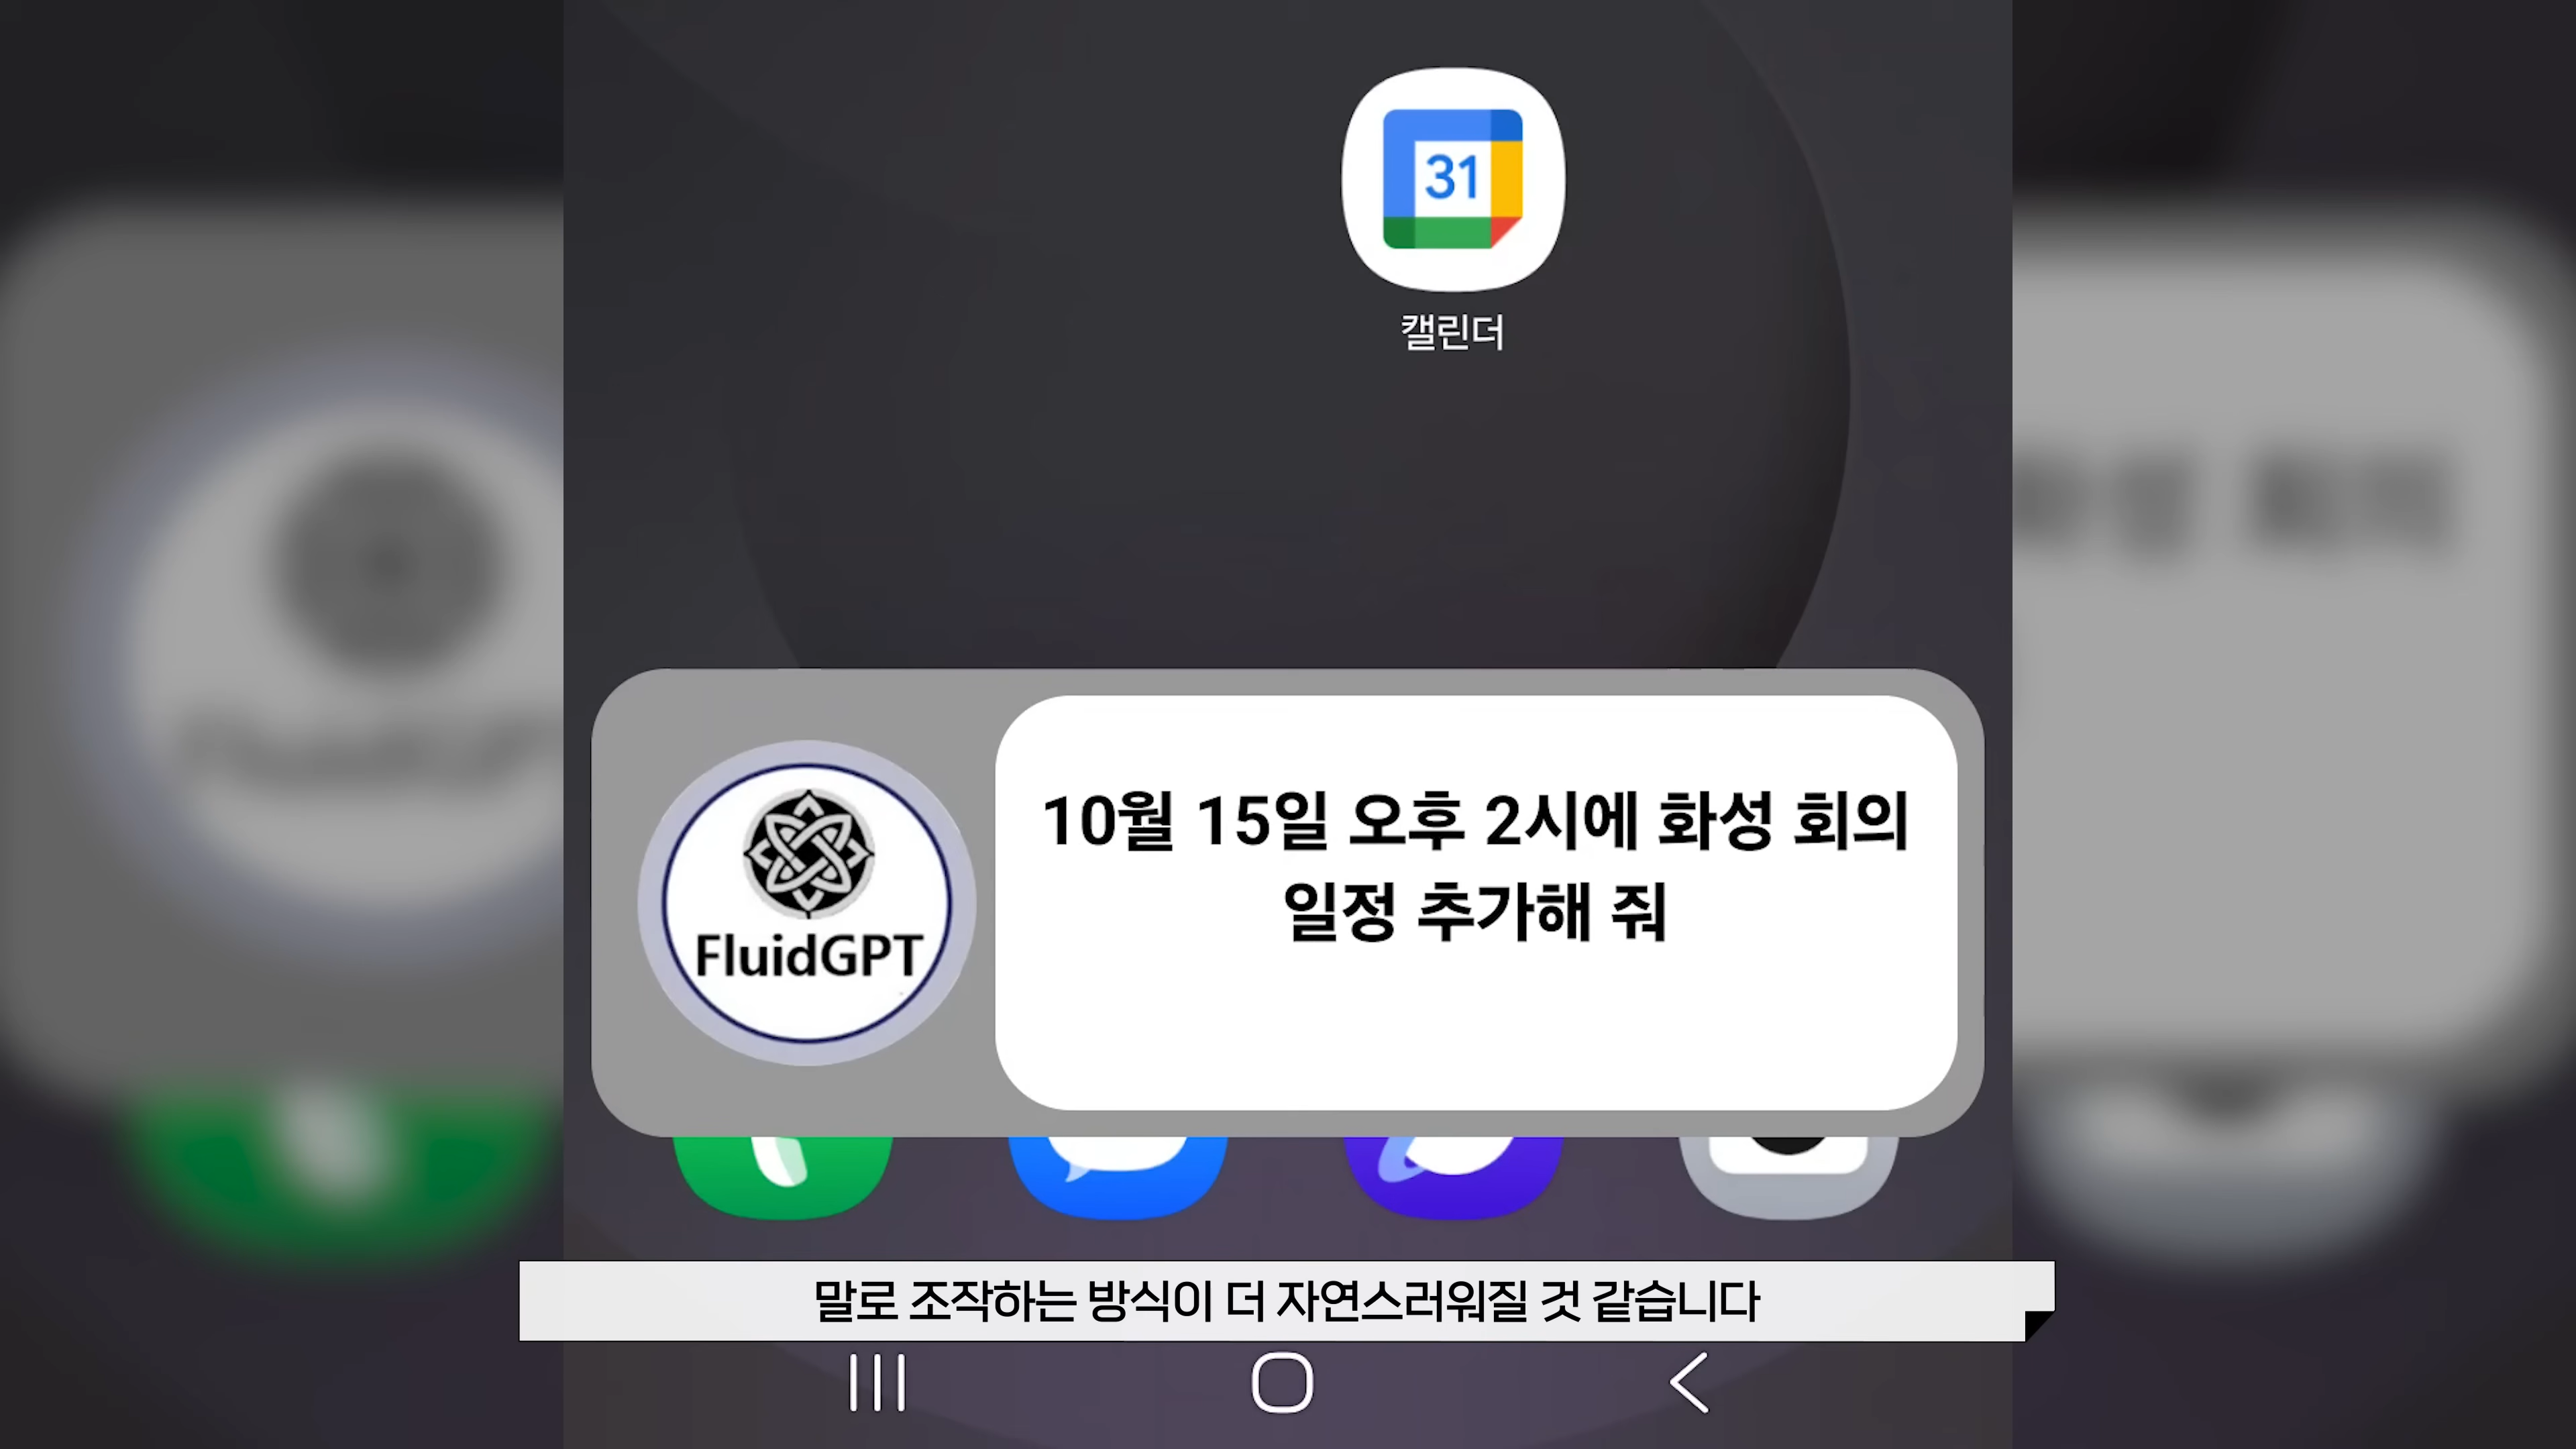 31
캘린더
10월 15일 오후 2시에 화성 회의
일정 추가해 줘
FluidGPT
말로 조작하는 방식이 더 자연스러워질 것 같습니다